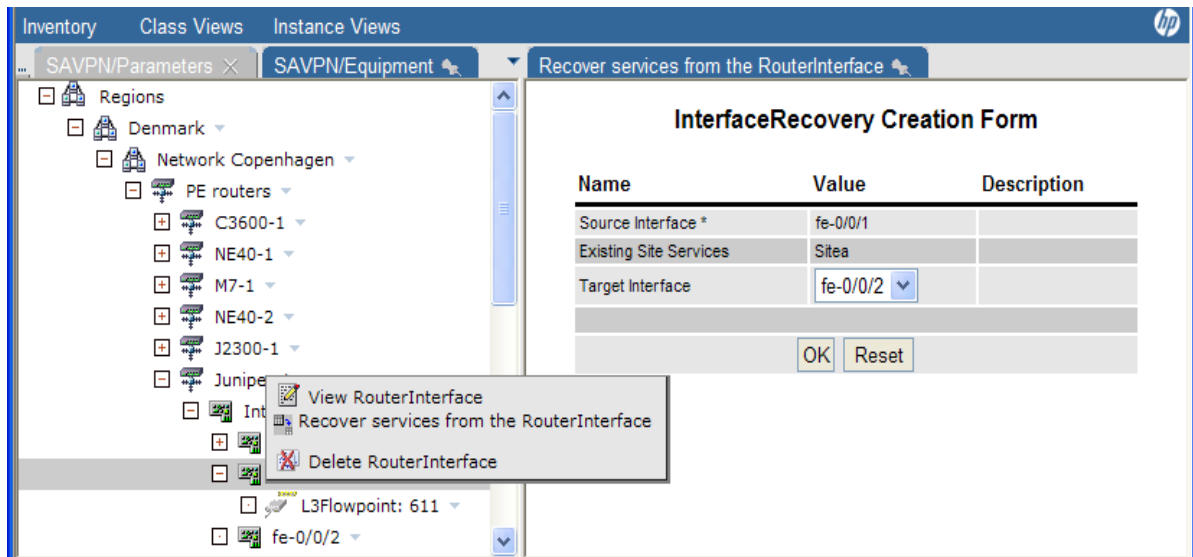 Inventory Class Views Instance Views
hp
... SAVPN/Parameters SAVPN/Equipment
Recover services from the RouterInterface
Regions
Denmark
Network Copenhagen
PE routers
C3600-1
NE40-1
M7-1
NE40-2
J2300-1
View RouterInterface
Recover services from the RouterInterface
Delete RouterInterface
L3Flowpoint: 611
fe-0/0/2
InterfaceRecovery Creation Form
Name Value Description
Source Interface * fe-0/0/1
Existing Site Services Sitea
Target Interface fe-0/0/2
OK Reset